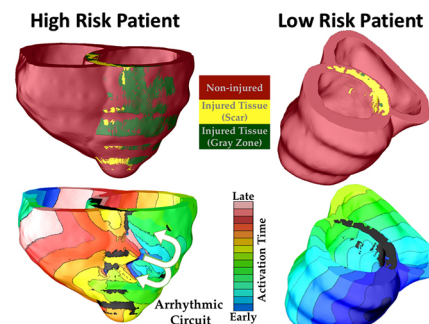 High Risk Patient
Low Risk Patient
Non-injured
Injured Tissue
(Scar)
Injured Tissue
(Gray Zone)
Late
Activation Time
Early
Arrhythmic
Circuit